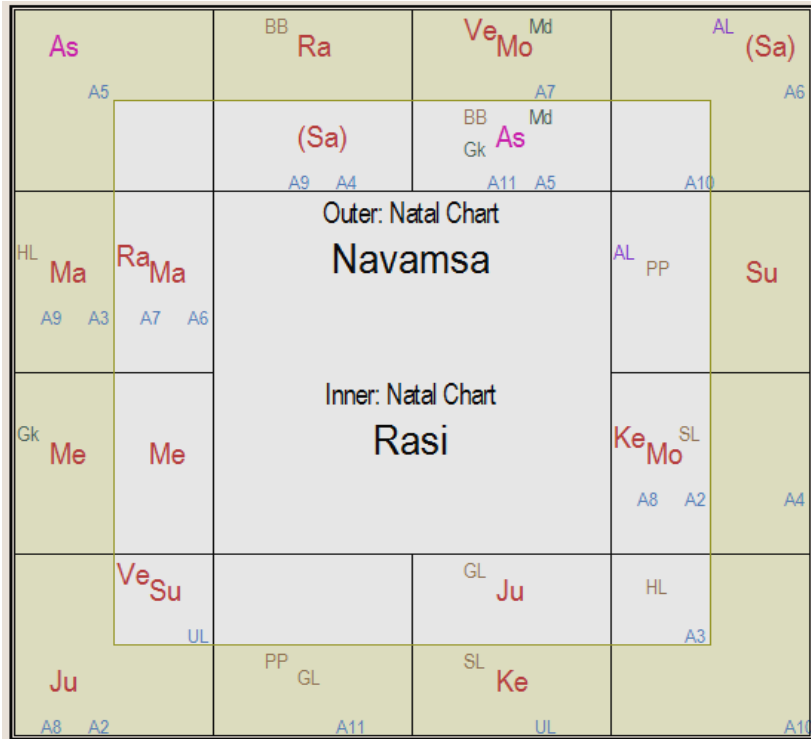 As
A5
BB Ra
Ve Mo Md
A7
AL (Sa)
A6
(Sa)
A9 A4
BB As Md
Gk
A11 A5
A10
HL Ma
A9 A3
Ra Ma
A7 A6
Outer: Natal Chart
Navamsa
AL PP
Su
Gk Me
Me
Inner: Natal Chart
Rasi
Ke Mo SL
A8 A2
A4
Ve Su
UL
GL Ju
HL
A3
Ju
A8 A2
PP GL
A11
SL Ke
UL
A10